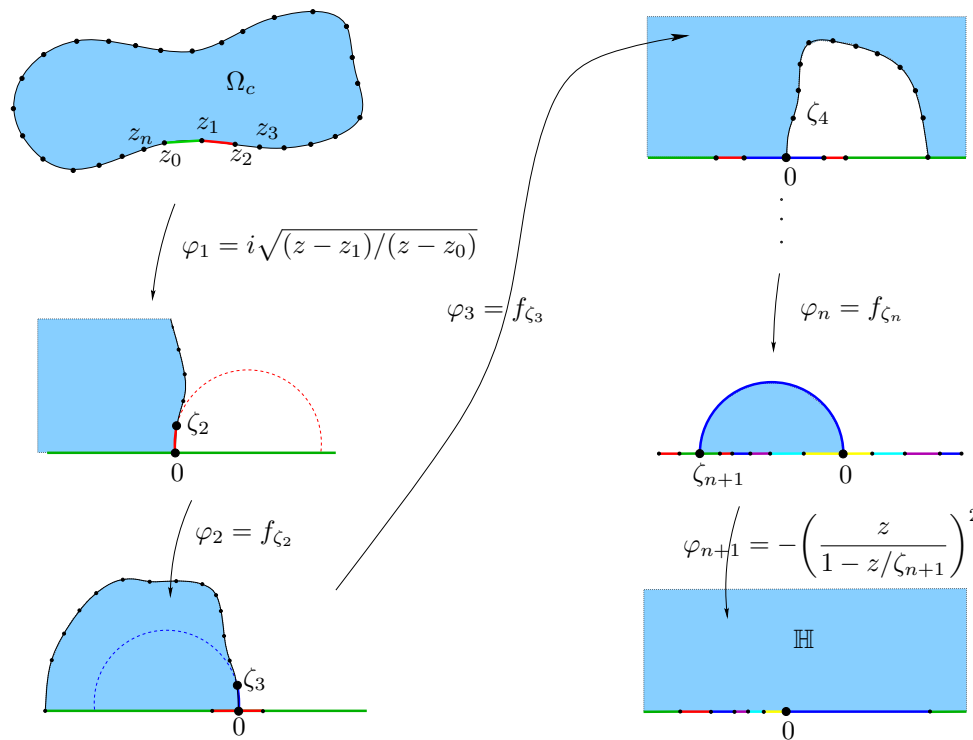 Ω_c
z_n z_0 z_1 z_2 z_3
φ_1 = i√((z − z_1)/(z − z_0))
ζ_2
0
φ_2 = f_{ζ_2}
ζ_3
0
φ_3 = f_{ζ_3}
ζ_4
0
φ_n = f_{ζ_n}
ζ_{n+1}
0
φ_{n+1} = −(z / (1 − z/ζ_{n+1}))^2
ℍ
0